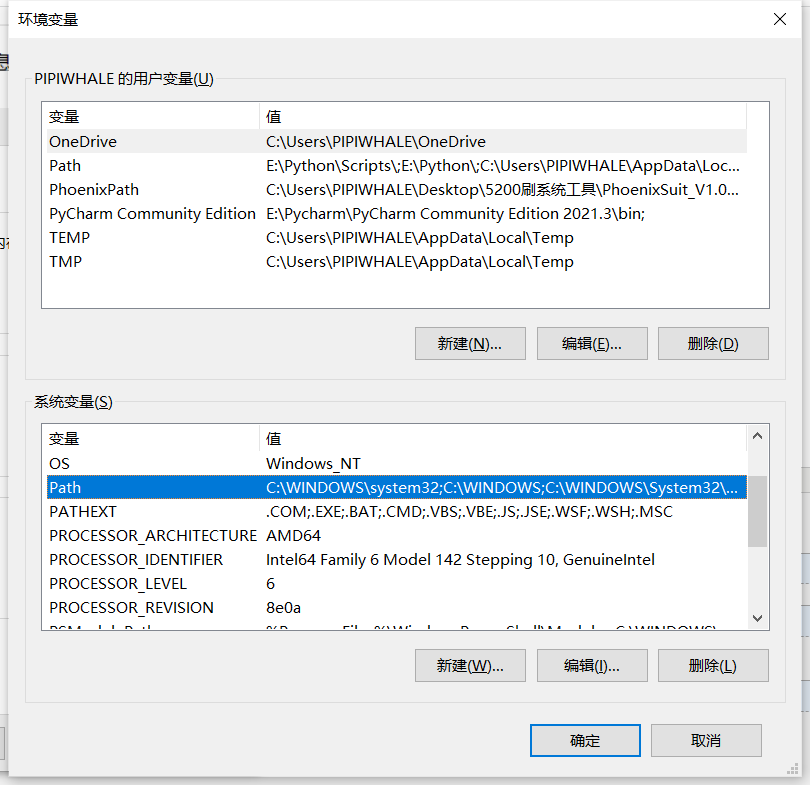 环境变量
PIPIWHALE 的用户变量(U)
变量 值
OneDrive C:\Users\PIPIWHALE\OneDrive
Path E:\Python\Scripts\;E:\Python\;C:\Users\PIPIWHALE\AppData\Loc...
PhoenixPath C:\Users\PIPIWHALE\Desktop\5200刷系统工具\PhoenixSuit_V1.0...
PyCharm Community Edition E:\Pycharm\PyCharm Community Edition 2021.3\bin;
TEMP C:\Users\PIPIWHALE\AppData\Local\Temp
TMP C:\Users\PIPIWHALE\AppData\Local\Temp
新建(N)... 编辑(E)... 删除(D)
系统变量(S)
变量 值
OS Windows_NT
Path C:\WINDOWS\system32;C:\WINDOWS;C:\WINDOWS\System32\...
PATHEXT .COM;.EXE;.BAT;.CMD;.VBS;.VBE;.JS;.JSE;.WSF;.WSH;.MSC
PROCESSOR_ARCHITECTURE AMD64
PROCESSOR_IDENTIFIER Intel64 Family 6 Model 142 Stepping 10, GenuineIntel
PROCESSOR_LEVEL 6
PROCESSOR_REVISION 8e0a
新建(W)... 编辑(I)... 删除(L)
确定 取消